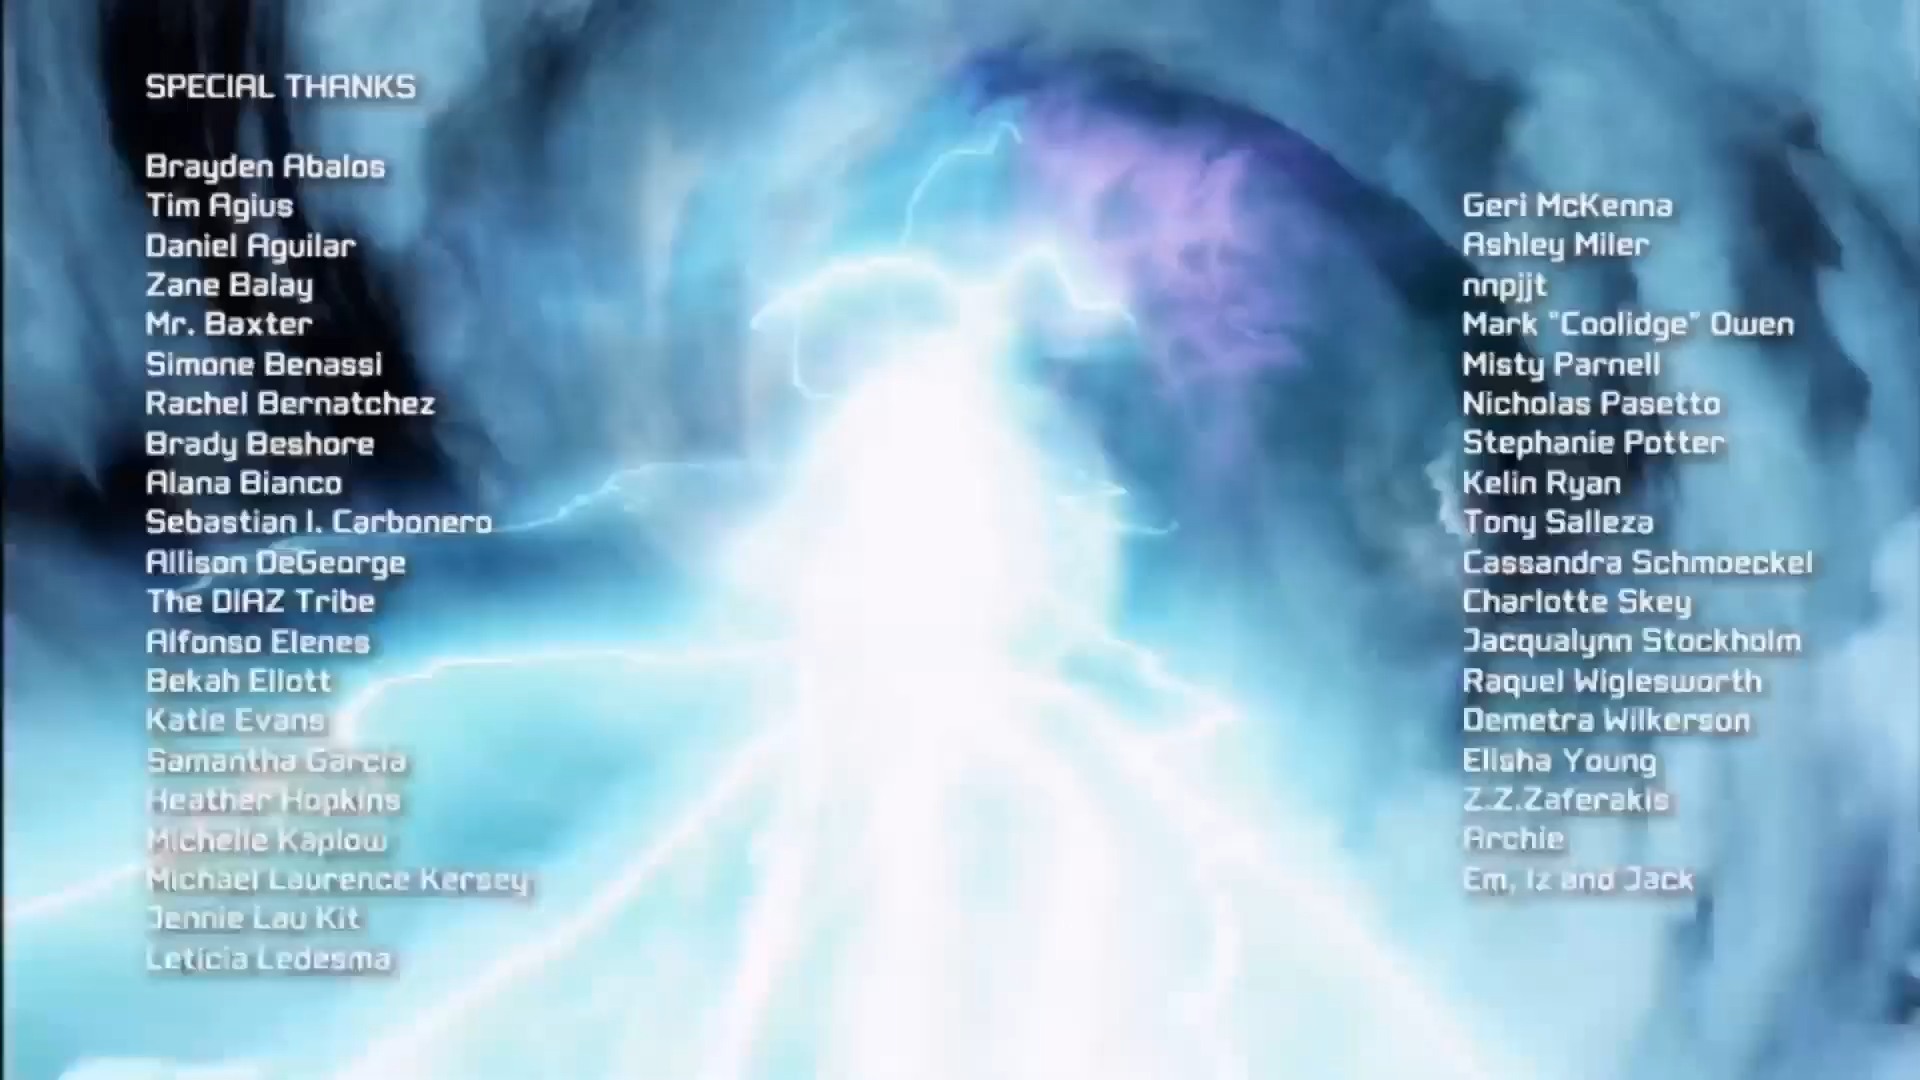 SPECIAL THANKS
Brayden Abalos
Tim Agius
Daniel Aguilar
Zane Balay
Mr. Baxter
Simone Benassi
Rachel Bernatchez
Brady Beshore
Alana Bianco
Sebastian I. Carbonero
Allison DeGeorge
The DIAZ Tribe
Alfonso Elenes
Bekah Ellott
Katie Evans
Samantha Garcia
Heather Hopkins
Michelle Kaplow
Michael Laurence Kersey
Jennie Lau Kit
Leticia Ledesma
Geri McKenna
Ashley Miler
nnpjjt
Mark "Coolidge" Owen
Misty Parnell
Nicholas Pasetto
Stephanie Potter
Kelin Ryan
Tony Salleza
Cassandra Schmoeckel
Charlotte Skey
Jacqualynn Stockholm
Raquel Wiglesworth
Demetra Wilkerson
Elisha Young
Z.Z.Zaferakis
Archie
Em, Iz and Jack